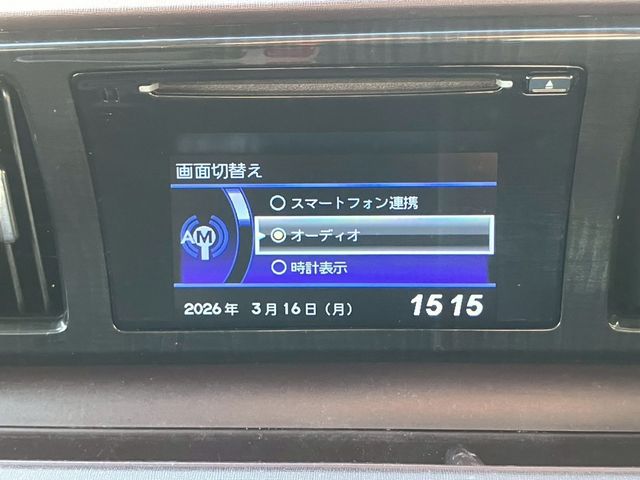 画面切替え
スマートフォン連携
AM
オーディオ
時計表示
2026年 3月16日（月） 15 15